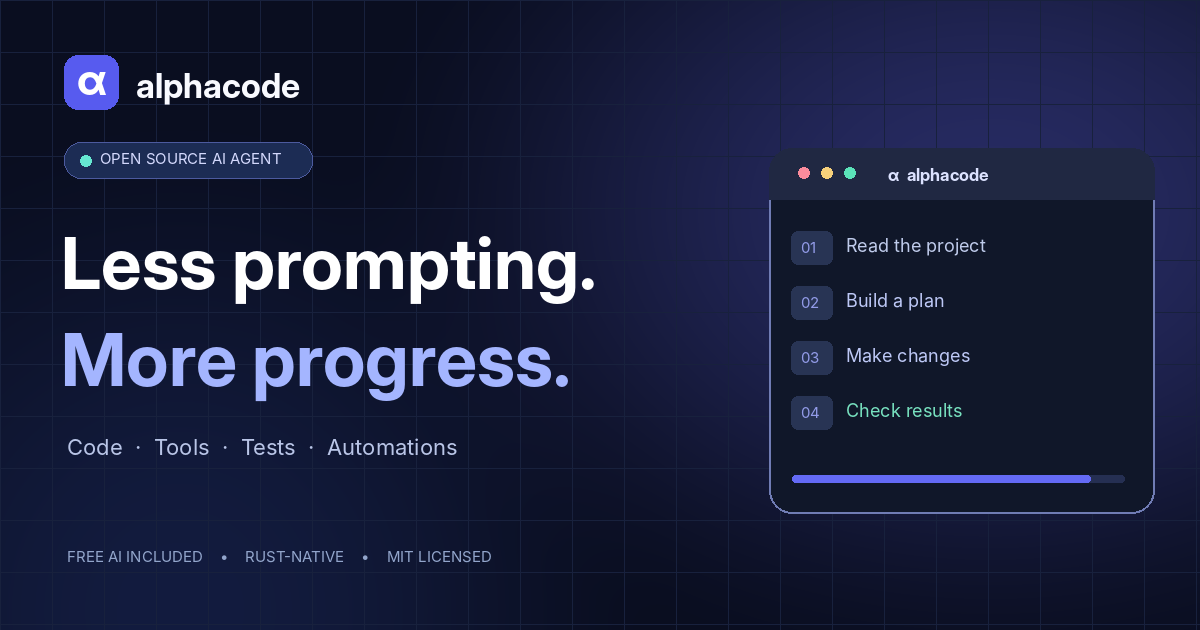 α alphacode
OPEN SOURCE AI AGENT
Less prompting.
More progress.
Code · Tools · Tests · Automations
FREE AI INCLUDED • RUST-NATIVE • MIT LICENSED
α alphacode
01 Read the project
02 Build a plan
03 Make changes
04 Check results